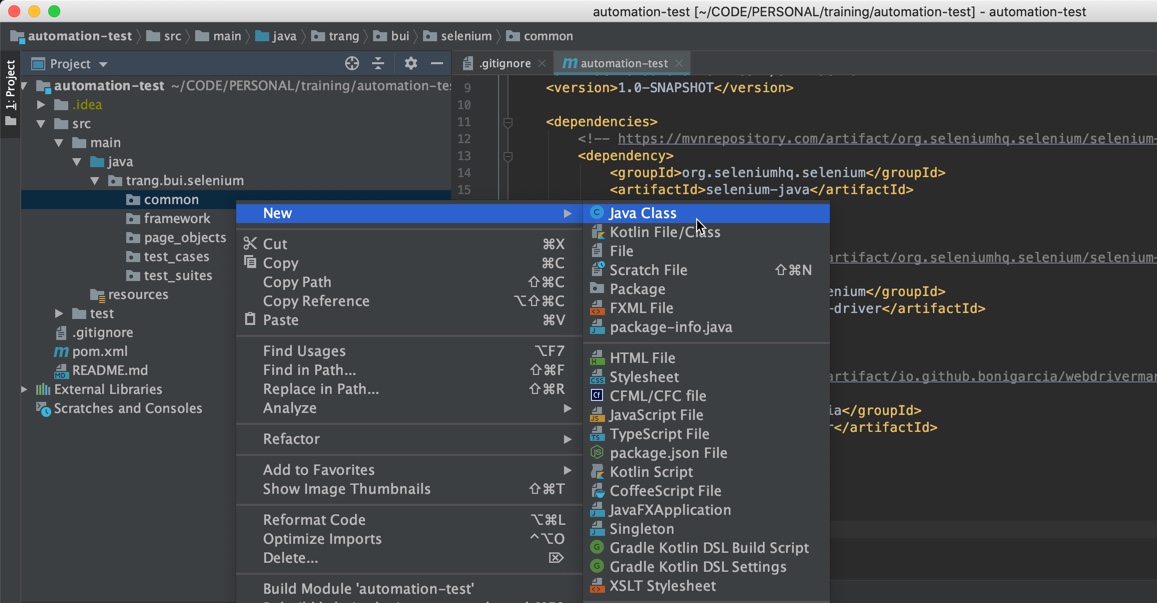 automation-test [~/CODE/PERSONAL/training/automation-test] - automation-test
automation-test src main java trang bui selenium common
1: Project
Project
.gitignore
automation-test
automation-test ~/CODE/PERSONAL/training/automation-te
.idea
src
main
java
trang.bui.selenium
common
framework
page_objects
test_cases
test_suites
resources
test
.gitignore
pom.xml
README.md
External Libraries
Scratches and Consoles
9 <version>1.0-SNAPSHOT</version>
10
11 <dependencies>
12 <!-- https://mvnrepository.com/artifact/org.seleniumhq.selenium/selenium-
13 <dependency>
14 <groupId>org.seleniumhq.selenium</groupId>
15 <artifactId>selenium-java</artifactId>
artifact/org.seleniumhq.selenium/selenium-
enium</groupId>
-driver</artifactId>
artifact/io.github.bonigarcia/webdriverma
ia</groupId>
r</artifactId>
New
Cut ⌘X
Copy ⌘C
Copy Path ⇧⌘C
Copy Reference ⌥⇧⌘C
Paste ⌘V
Find Usages ⌥F7
Find in Path... ⇧⌘F
Replace in Path... ⇧⌘R
Analyze
Refactor
Add to Favorites
Show Image Thumbnails ⇧⌘T
Reformat Code ⌥⌘L
Optimize Imports ^⌥O
Delete... ⌦
Build Module 'automation-test'
Java Class
Kotlin File/Class
File
Scratch File ⇧⌘N
Package
FXML File
package-info.java
HTML File
Stylesheet
CFML/CFC file
JavaScript File
TypeScript File
package.json File
Kotlin Script
CoffeeScript File
JavaFXApplication
Singleton
Gradle Kotlin DSL Build Script
Gradle Kotlin DSL Settings
XSLT Stylesheet